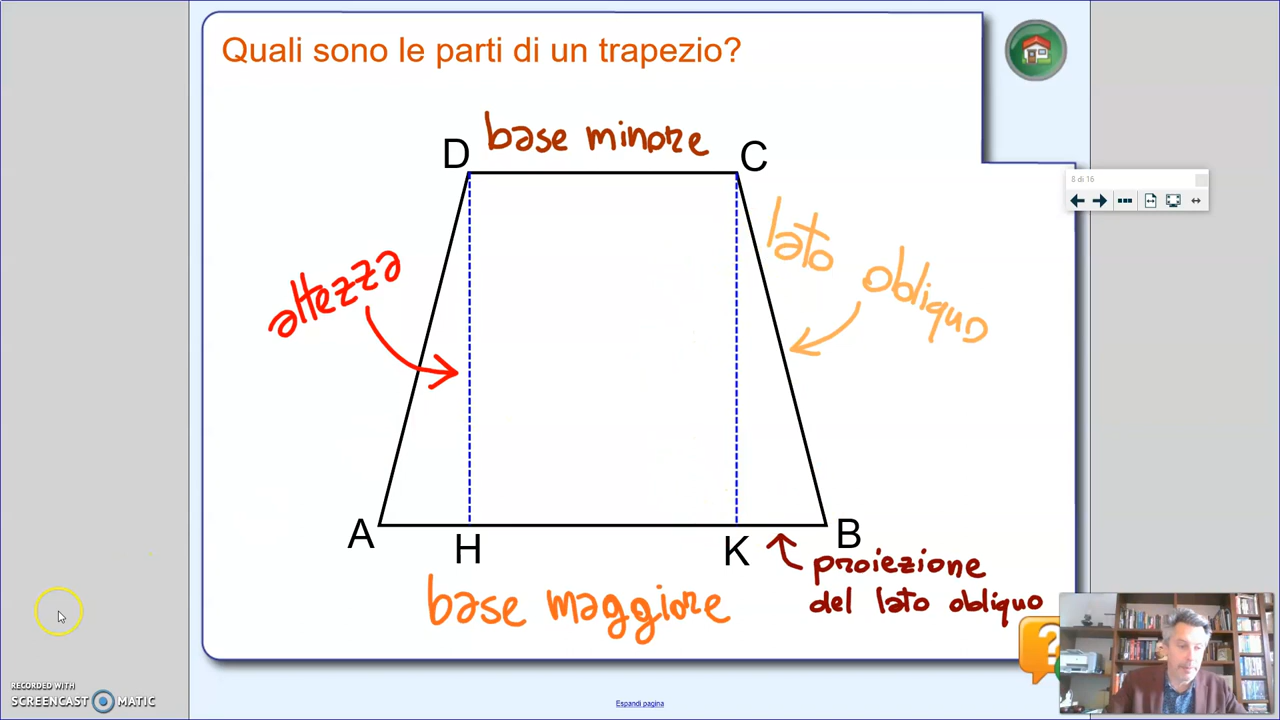 Quali sono le parti di un trapezio?
base minore
D
C
8 di 16
lato
obliquo
altezza
A
H
K
B
proiezione
del lato obliquo
base maggiore
RECORDED WITH
SCREENCAST MATIC
Espandi pagina